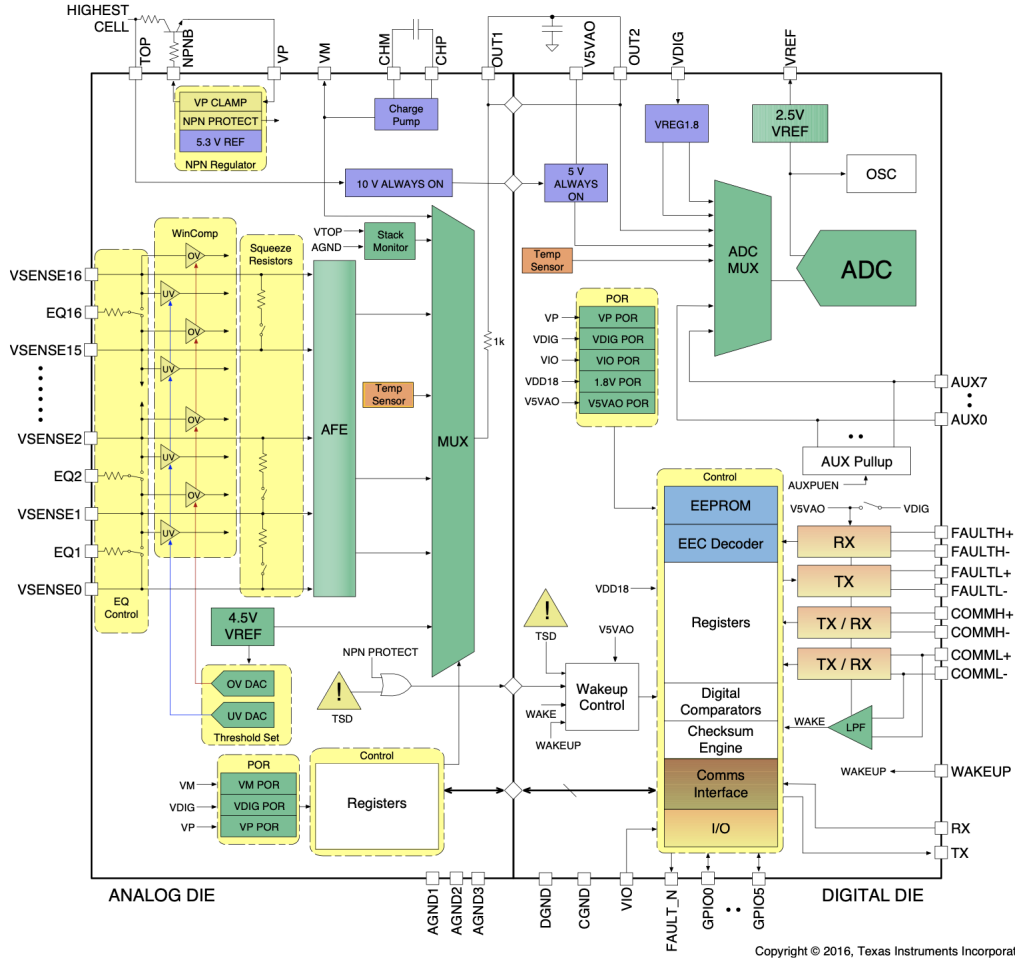 HIGHEST
CELL
TOP
NPNB
VP
VM
CHM
CHP
OUT1
V5VAO
OUT2
VDIG
VREF
VP CLAMP
NPN PROTECT
5.3 V REF
NPN Regulator
Charge
Pump
VREG1.8
2.5V
VREF
OSC
10 V ALWAYS ON
5 V
ALWAYS
ON
WinComp
Squeeze
Resistors
VTOP
AGND
Stack
Monitor
Temp
Sensor
ADC
MUX
ADC
VSENSE16
EQ16
VSENSE15
VSENSE2
EQ2
VSENSE1
EQ1
VSENSE0
OV
UV
OV
UV
OV
UV
OV
UV
EQ
Control
AFE
Temp
Sensor
MUX
1k
POR
VP
VP POR
VDIG
VDIG POR
VIO
VIO POR
VDD18
1.8V POR
V5VAO
V5VAO POR
AUX7
AUX0
AUX Pullup
AUXPUEN
V5VAO
VDIG
Control
EEPROM
EEC Decoder
Registers
Digital
Comparators
Checksum
Engine
Comms
Interface
I/O
RX
TX
TX / RX
TX / RX
FAULTH+
FAULTH-
FAULTL+
FAULTL-
COMMH+
COMMH-
COMML+
COMML-
LPF
WAKE
WAKEUP
WAKEUP
RX
TX
VDD18
V5VAO
!
TSD
Wakeup
Control
WAKE
WAKEUP
4.5V
VREF
OV DAC
UV DAC
Threshold Set
NPN PROTECT
!
TSD
POR
VM
VM POR
VDIG
VDIG POR
VP
VP POR
Control
Registers
ANALOG DIE
DIGITAL DIE
AGND1
AGND2
AGND3
DGND
CGND
VIO
FAULT_N
GPIO0
GPIO5
Copyright © 2016, Texas Instruments Incorporat